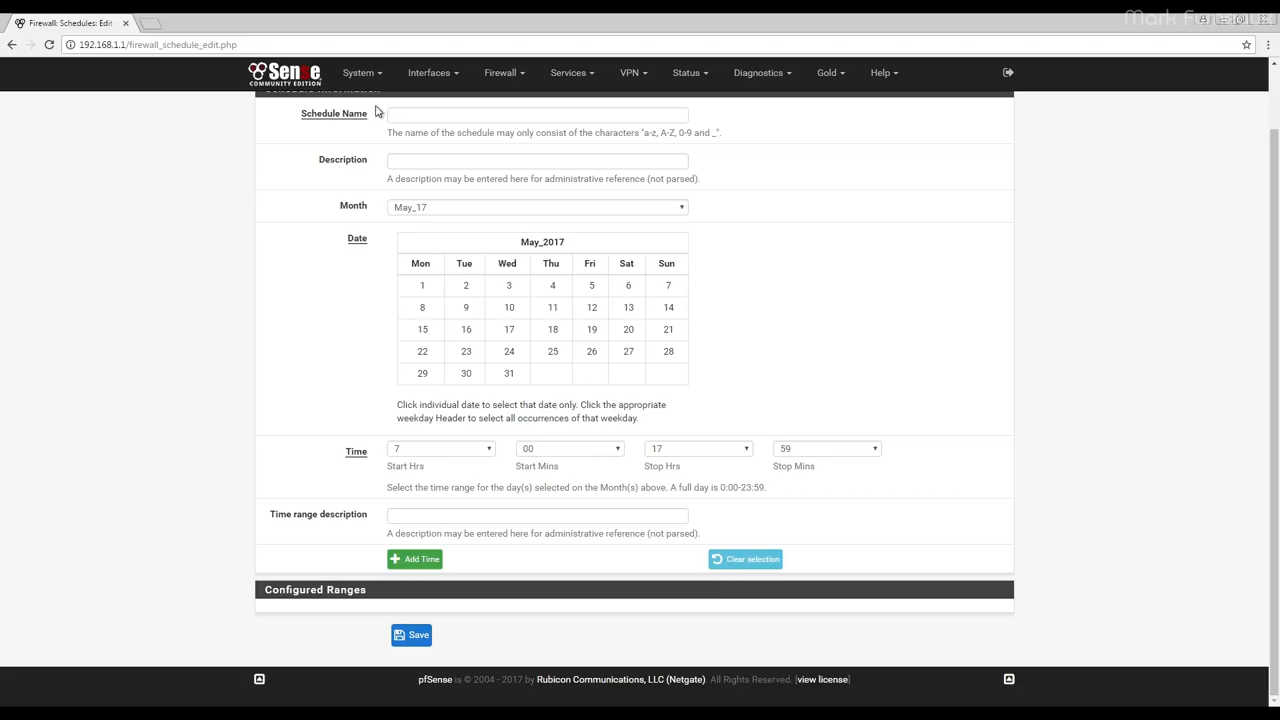 Firewall: Schedules: Edit
192.168.1.1/firewall_schedule_edit.php
Sense
COMMUNITY EDITION
System Interfaces Firewall Services VPN Status Diagnostics Gold Help
Schedule Information
Schedule Name
The name of the schedule may only consist of the characters "a-z, A-Z, 0-9 and _".
Description
A description may be entered here for administrative reference (not parsed).
Month May_17
Date
May_2017
Mon Tue Wed Thu Fri Sat Sun
1 2 3 4 5 6 7
8 9 10 11 12 13 14
15 16 17 18 19 20 21
22 23 24 25 26 27 28
29 30 31
Click individual date to select that date only. Click the appropriate
weekday Header to select all occurrences of that weekday.
Time 7 00 17 59
Start Hrs Start Mins Stop Hrs Stop Mins
Select the time range for the day(s) selected on the Month(s) above. A full day is 0:00-23:59.
Time range description
A description may be entered here for administrative reference (not parsed).
Add Time Clear selection
Configured Ranges
Save
pfSense is © 2004 - 2017 by Rubicon Communications, LLC (Netgate). All Rights Reserved. [view license]